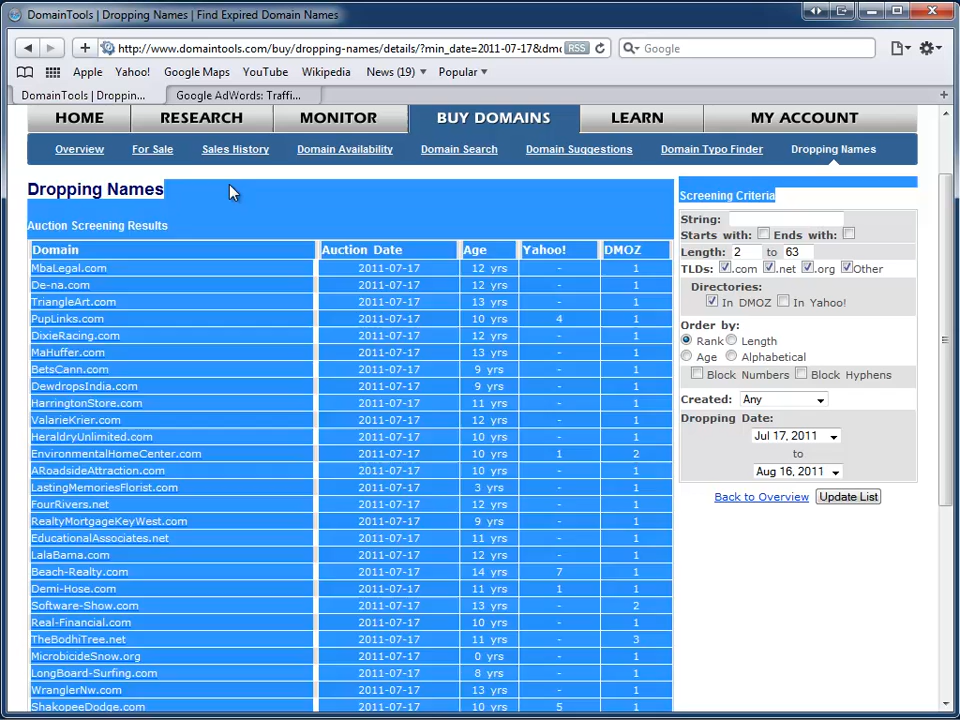 DomainTools | Dropping Names | Find Expired Domain Names
http://www.domaintools.com/buy/dropping-names/details/?min_date=2011-07-17&dmc
RSS
Google
Apple
Yahoo!
Google Maps
YouTube
Wikipedia
News (19)
Popular
DomainTools | Droppin...
Google AdWords: Traffi...
HOME
RESEARCH
MONITOR
BUY DOMAINS
LEARN
MY ACCOUNT
Overview
For Sale
Sales History
Domain Availability
Domain Search
Domain Suggestions
Domain Typo Finder
Dropping Names
Dropping Names
Auction Screening Results
Domain Auction Date Age Yahoo! DMOZ
MbaLegal.com 2011-07-17 12 yrs - 1
De-na.com 2011-07-17 12 yrs - 1
TriangleArt.com 2011-07-17 13 yrs - 1
PupLinks.com 2011-07-17 10 yrs 4 1
DixieRacing.com 2011-07-17 12 yrs - 1
MaHuffer.com 2011-07-17 13 yrs - 1
BetsCann.com 2011-07-17 9 yrs - 1
DewdropsIndia.com 2011-07-17 9 yrs - 1
HarringtonStore.com 2011-07-17 11 yrs - 1
ValarieKrier.com 2011-07-17 12 yrs - 1
HeraldryUnlimited.com 2011-07-17 10 yrs - 1
EnvironmentalHomeCenter.com 2011-07-17 10 yrs 1 2
ARoadsideAttraction.com 2011-07-17 10 yrs - 1
LastingMemoriesFlorist.com 2011-07-17 3 yrs - 1
FourRivers.net 2011-07-17 12 yrs - 1
RealtyMortgageKeyWest.com 2011-07-17 9 yrs - 1
EducationalAssociates.net 2011-07-17 11 yrs - 1
LalaBama.com 2011-07-17 12 yrs - 1
Beach-Realty.com 2011-07-17 14 yrs 7 1
Demi-Hose.com 2011-07-17 11 yrs 1 1
Software-Show.com 2011-07-17 13 yrs - 2
Real-Financial.com 2011-07-17 10 yrs - 1
TheBodhiTree.net 2011-07-17 11 yrs - 3
MicrobicideSnow.org 2011-07-17 0 yrs - 1
LongBoard-Surfing.com 2011-07-17 8 yrs - 1
WranglerNw.com 2011-07-17 13 yrs - 1
ShakopeeDodge.com 2011-07-17 10 yrs 5 1
Screening Criteria
String:
Starts with: Ends with:
Length: 2 to 63
TLDs: .com .net .org Other
Directories:
In DMOZ In Yahoo!
Order by:
Rank Length
Age Alphabetical
Block Numbers Block Hyphens
Created: Any
Dropping Date:
Jul 17, 2011
to
Aug 16, 2011
Back to Overview Update List